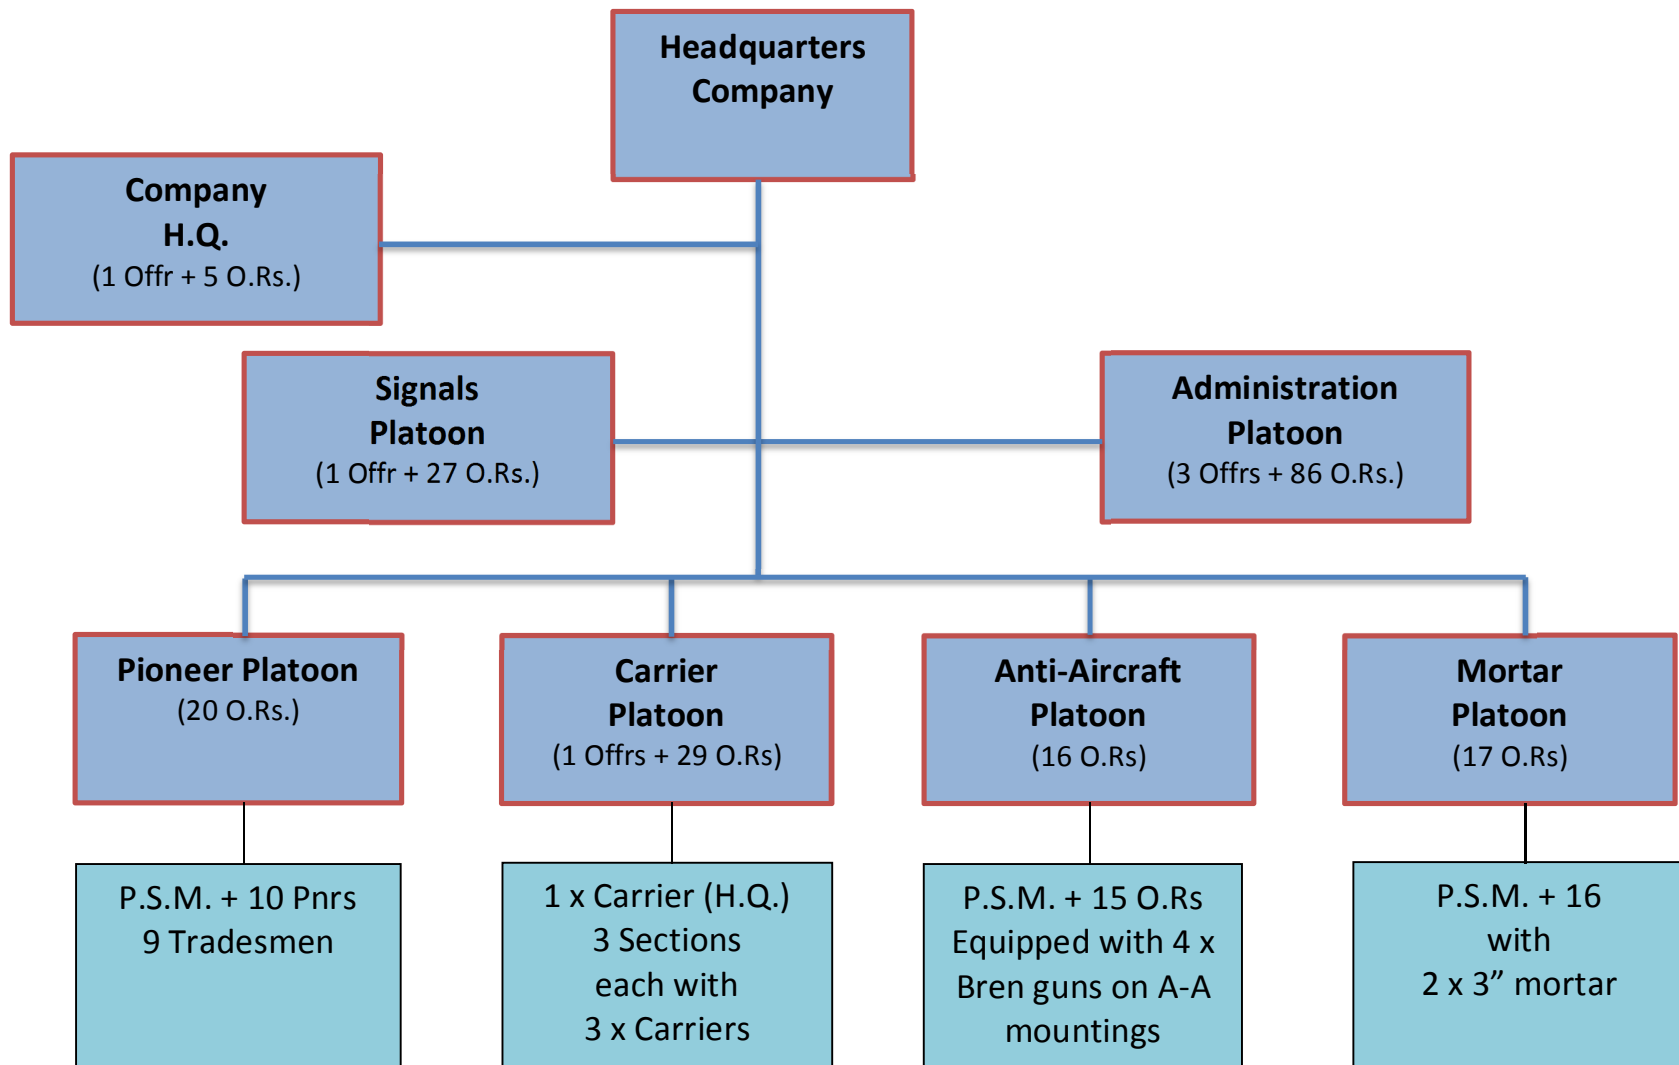 Headquarters
Company
Company
H.Q.
(1 Offr + 5 O.Rs.)
Signals
Platoon
(1 Offr + 27 O.Rs.)
Administration
Platoon
(3 Offrs + 86 O.Rs.)
Pioneer Platoon
(20 O.Rs.)
Carrier
Platoon
(1 Offrs + 29 O.Rs)
Anti-Aircraft
Platoon
(16 O.Rs)
Mortar
Platoon
(17 O.Rs)
P.S.M. + 10 Pnrs
9 Tradesmen
1 x Carrier (H.Q.)
3 Sections
each with
3 x Carriers
P.S.M. + 15 O.Rs
Equipped with 4 x
Bren guns on A-A
mountings
P.S.M. + 16
with
2 x 3” mortar